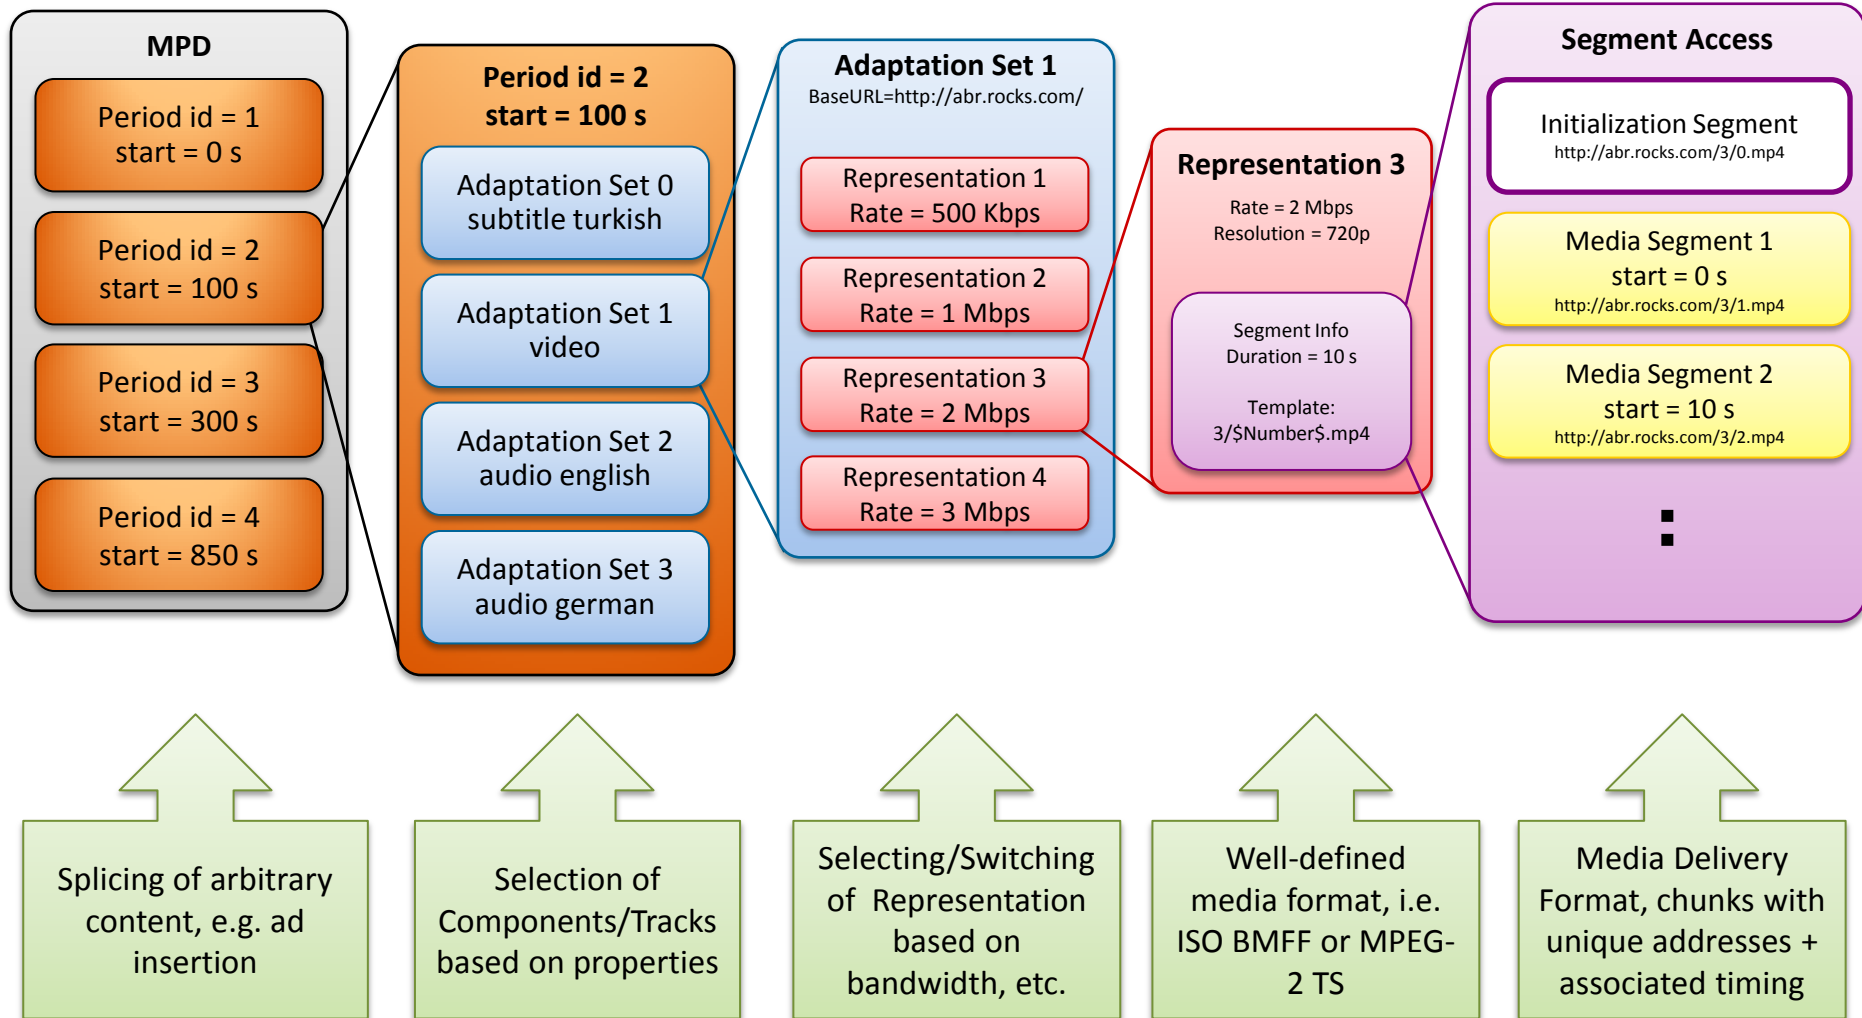 MPD
Period id = 1
start = 0 s
Period id = 2
start = 100 s
Period id = 3
start = 300 s
Period id = 4
start = 850 s
Period id = 2
start = 100 s
Adaptation Set 0
subtitle turkish
Adaptation Set 1
video
Adaptation Set 2
audio english
Adaptation Set 3
audio german
Adaptation Set 1
BaseURL=http://abr.rocks.com/
Representation 1
Rate = 500 Kbps
Representation 2
Rate = 1 Mbps
Representation 3
Rate = 2 Mbps
Representation 4
Rate = 3 Mbps
Representation 3
Rate = 2 Mbps
Resolution = 720p
Segment Info
Duration = 10 s
Template:
3/$Number$.mp4
Segment Access
Initialization Segment
http://abr.rocks.com/3/0.mp4
Media Segment 1
start = 0 s
http://abr.rocks.com/3/1.mp4
Media Segment 2
start = 10 s
http://abr.rocks.com/3/2.mp4
:
Splicing of arbitrary
content, e.g. ad
insertion
Selection of
Components/Tracks
based on properties
Selecting/Switching
of  Representation
based on
bandwidth, etc.
Well-defined
media format, i.e.
ISO BMFF or MPEG-
2 TS
Media Delivery
Format, chunks with
unique addresses +
associated timing